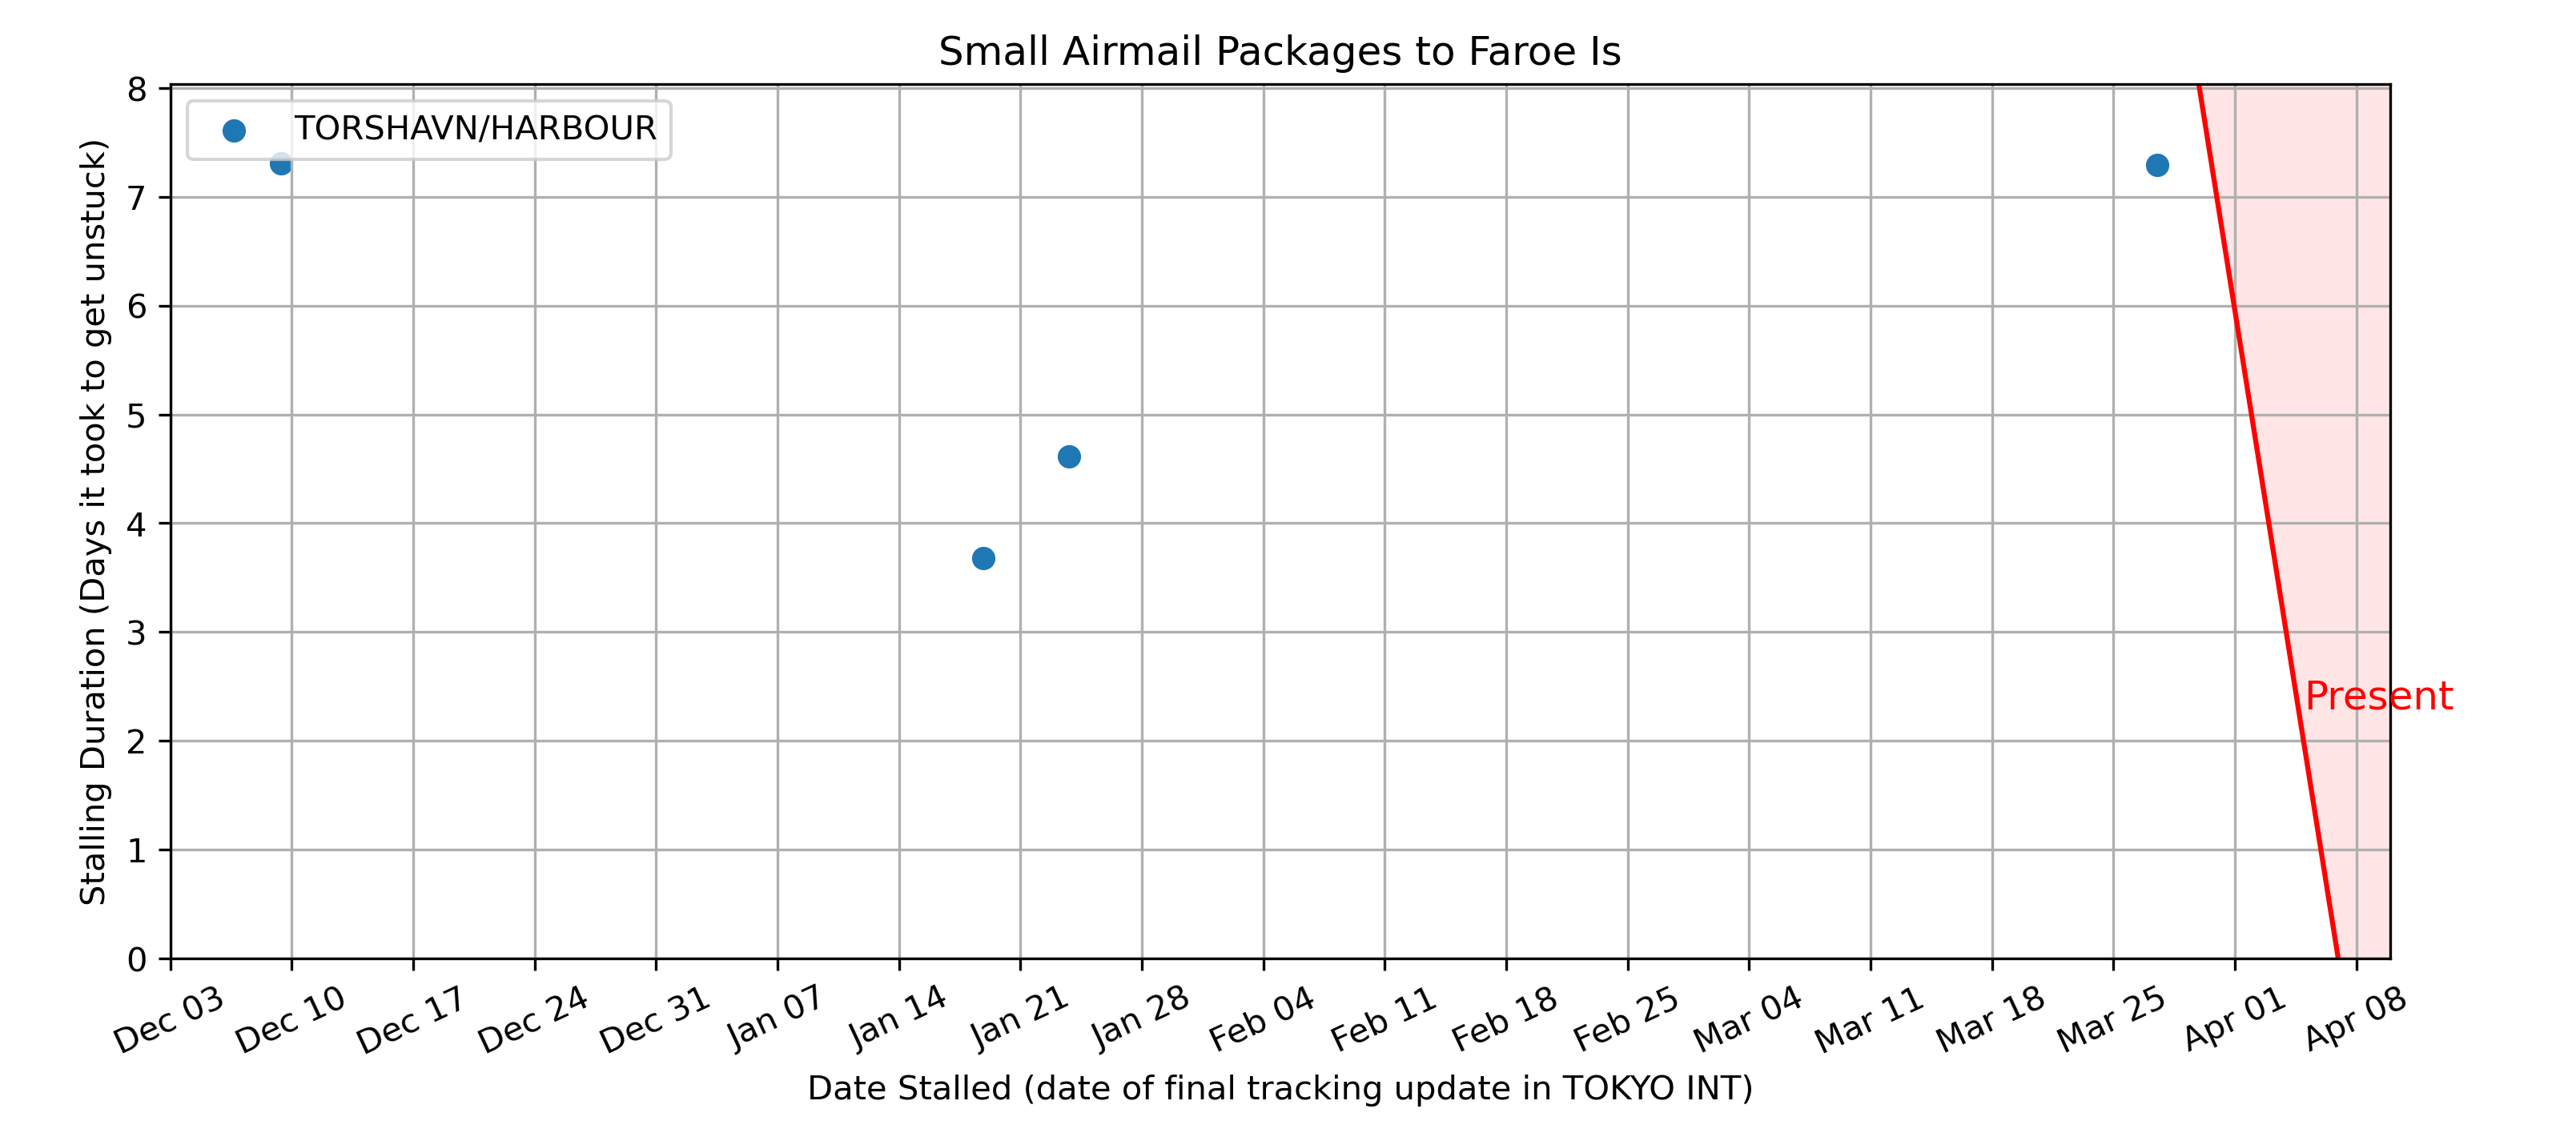 Small Airmail Packages to Faroe Is
TORSHAVN/HARBOUR
Stalling Duration (Days it took to get unstuck)
8
7
6
5
4
3
2
1
0
Present
Dec 03 Dec 10 Dec 17 Dec 24 Dec 31 Jan 07 Jan 14 Jan 21 Jan 28 Feb 04 Feb 11 Feb 18 Feb 25 Mar 04 Mar 11 Mar 18 Mar 25 Apr 01 Apr 08
Date Stalled (date of final tracking update in TOKYO INT)